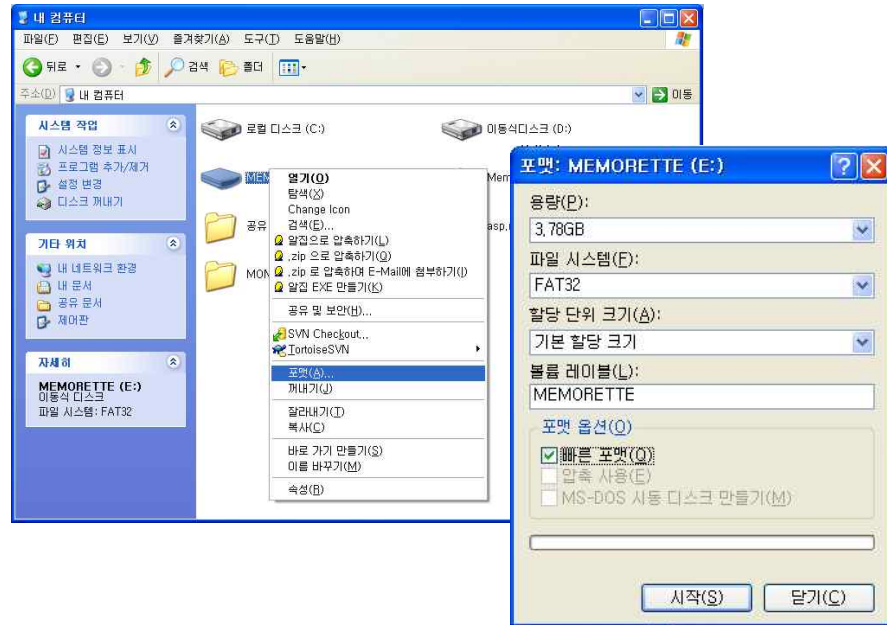 내 컴퓨터
파일(F) 편집(E) 보기(V) 즐겨찾기(A) 도구(T) 도움말(H)
뒤로 검색 폴더
주소(D) 내 컴퓨터 이동
시스템 작업
시스템 정보 표시
프로그램 추가/제거
설정 변경
디스크 꺼내기
기타 위치
내 네트워크 환경
내 문서
공유 문서
제어판
자세히
MEMORETTE (E:)
이동식 디스크
파일 시스템: FAT32
로컬 디스크 (C:)
이동식디스크 (D:)
공유
열기(O)
탐색(X)
Change Icon
검색(E)...
알집으로 압축하기(L)
.zip 으로 압축하기(Q)
.zip 로 압축하여 E-Mail에 첨부하기(J)
알집 EXE 만들기(K)
공유 및 보안(H)...
SVN Checkout...
TortoiseSVN
포맷(A)...
꺼내기(J)
잘라내기(T)
복사(C)
바로 가기 만들기(S)
이름 바꾸기(M)
속성(R)
포맷: MEMORETTE (E:)
용량(P):
3,78GB
파일 시스템(F):
FAT32
할당 단위 크기(A):
기본 할당 크기
볼륨 레이블(L):
MEMORETTE
포맷 옵션(O)
빠른 포맷(Q)
압축 사용(E)
MS-DOS 시동 디스크 만들기(M)
시작(S)
닫기(C)